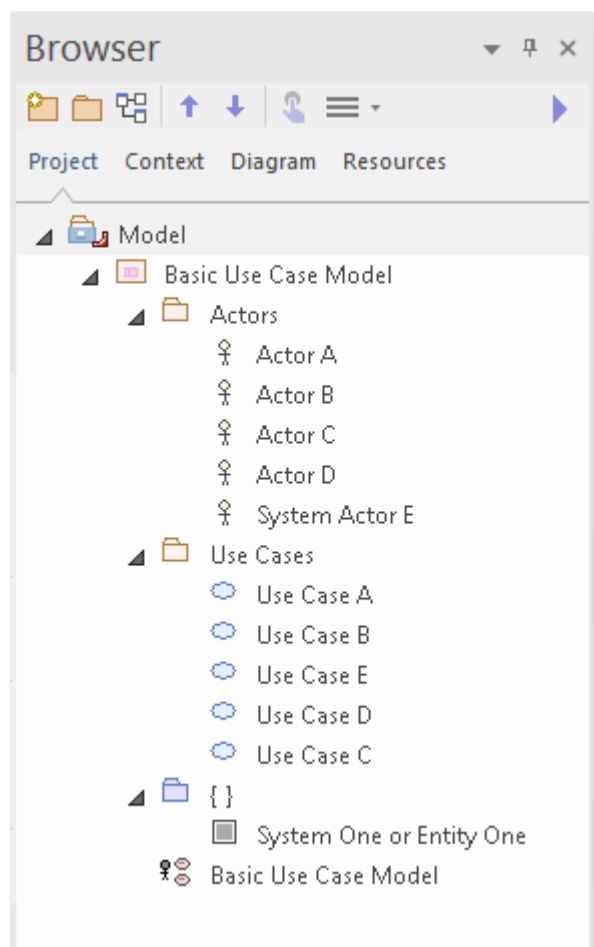 Browser
Project Context Diagram Resources
Model
Basic Use Case Model
Actors
Actor A
Actor B
Actor C
Actor D
System Actor E
Use Cases
Use Case A
Use Case B
Use Case E
Use Case D
Use Case C
{ }
System One or Entity One
Basic Use Case Model